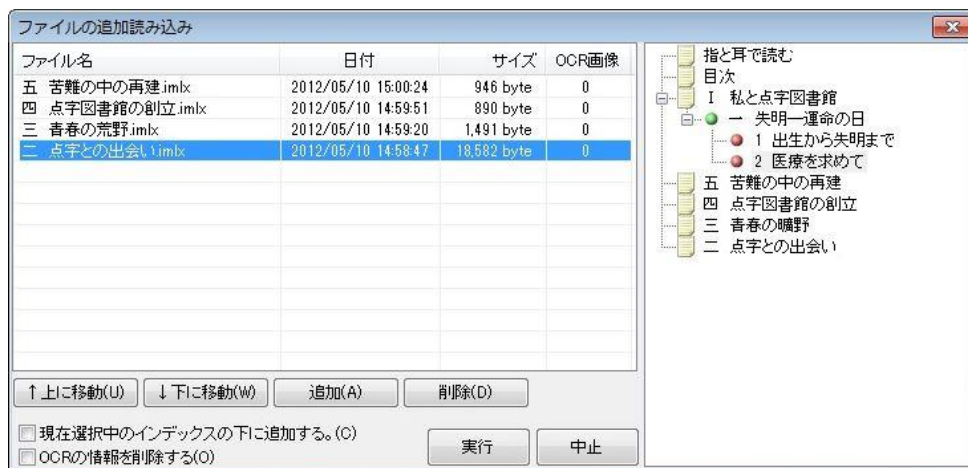 ファイルの追加読み込み
ファイル名 日付 サイズ OCR画像
五 苦難の中の再建.imlx 2012/05/10 15:00:24 946 byte 0
四 点字図書館の創立.imlx 2012/05/10 14:59:51 890 byte 0
三 青春の荒野.imlx 2012/05/10 14:59:20 1,491 byte 0
二 点字との出会い.imlx 2012/05/10 14:58:47 18,582 byte 0
↑上に移動(U) ↓下に移動(W) 追加(A) 削除(D)
現在選択中のインデックスの下に追加する。(C)
OCRの情報を削除する(O)
実行 中止
指と耳で読む
目次
Ⅰ 私と点字図書館
一 失明―運命の日
1 出生から失明まで
2 医療を求めて
五 苦難の中の再建
四 点字図書館の創立
三 青春の曠野
二 点字との出会い